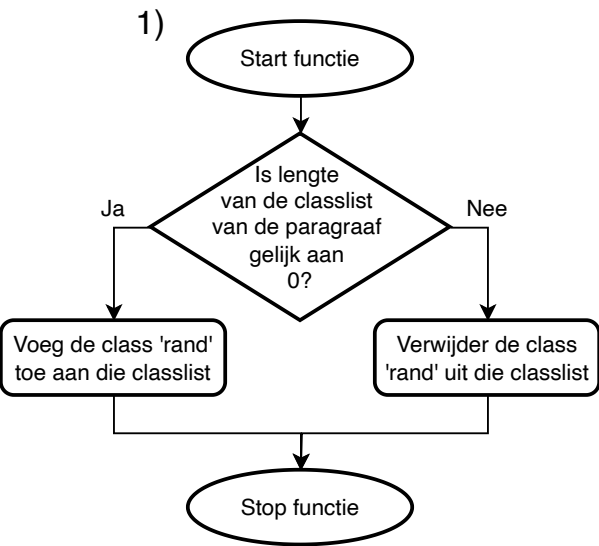 1)
Start functie
Is lengte
van de classlist
van de paragraaf
gelijk aan
0?
Ja
Nee
Voeg de class 'rand'
toe aan die classlist
Verwijder de class
'rand' uit die classlist
Stop functie